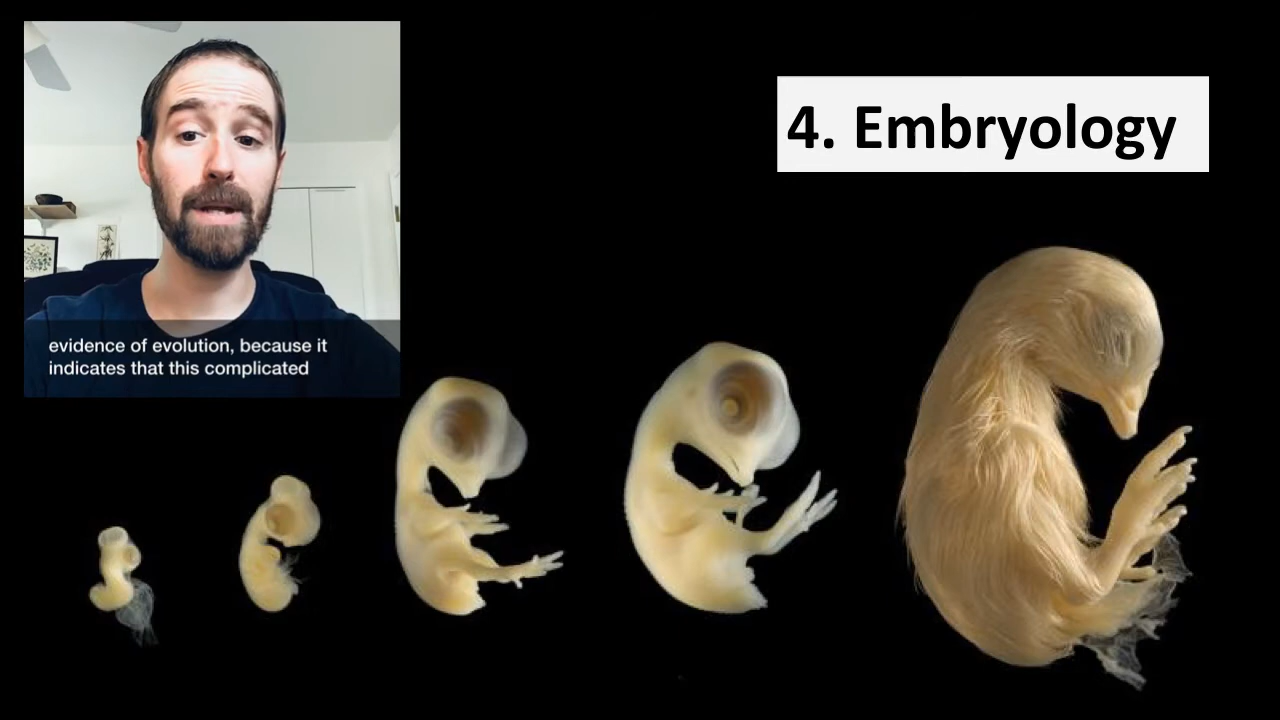 4. Embryology
evidence of evolution, because it
indicates that this complicated